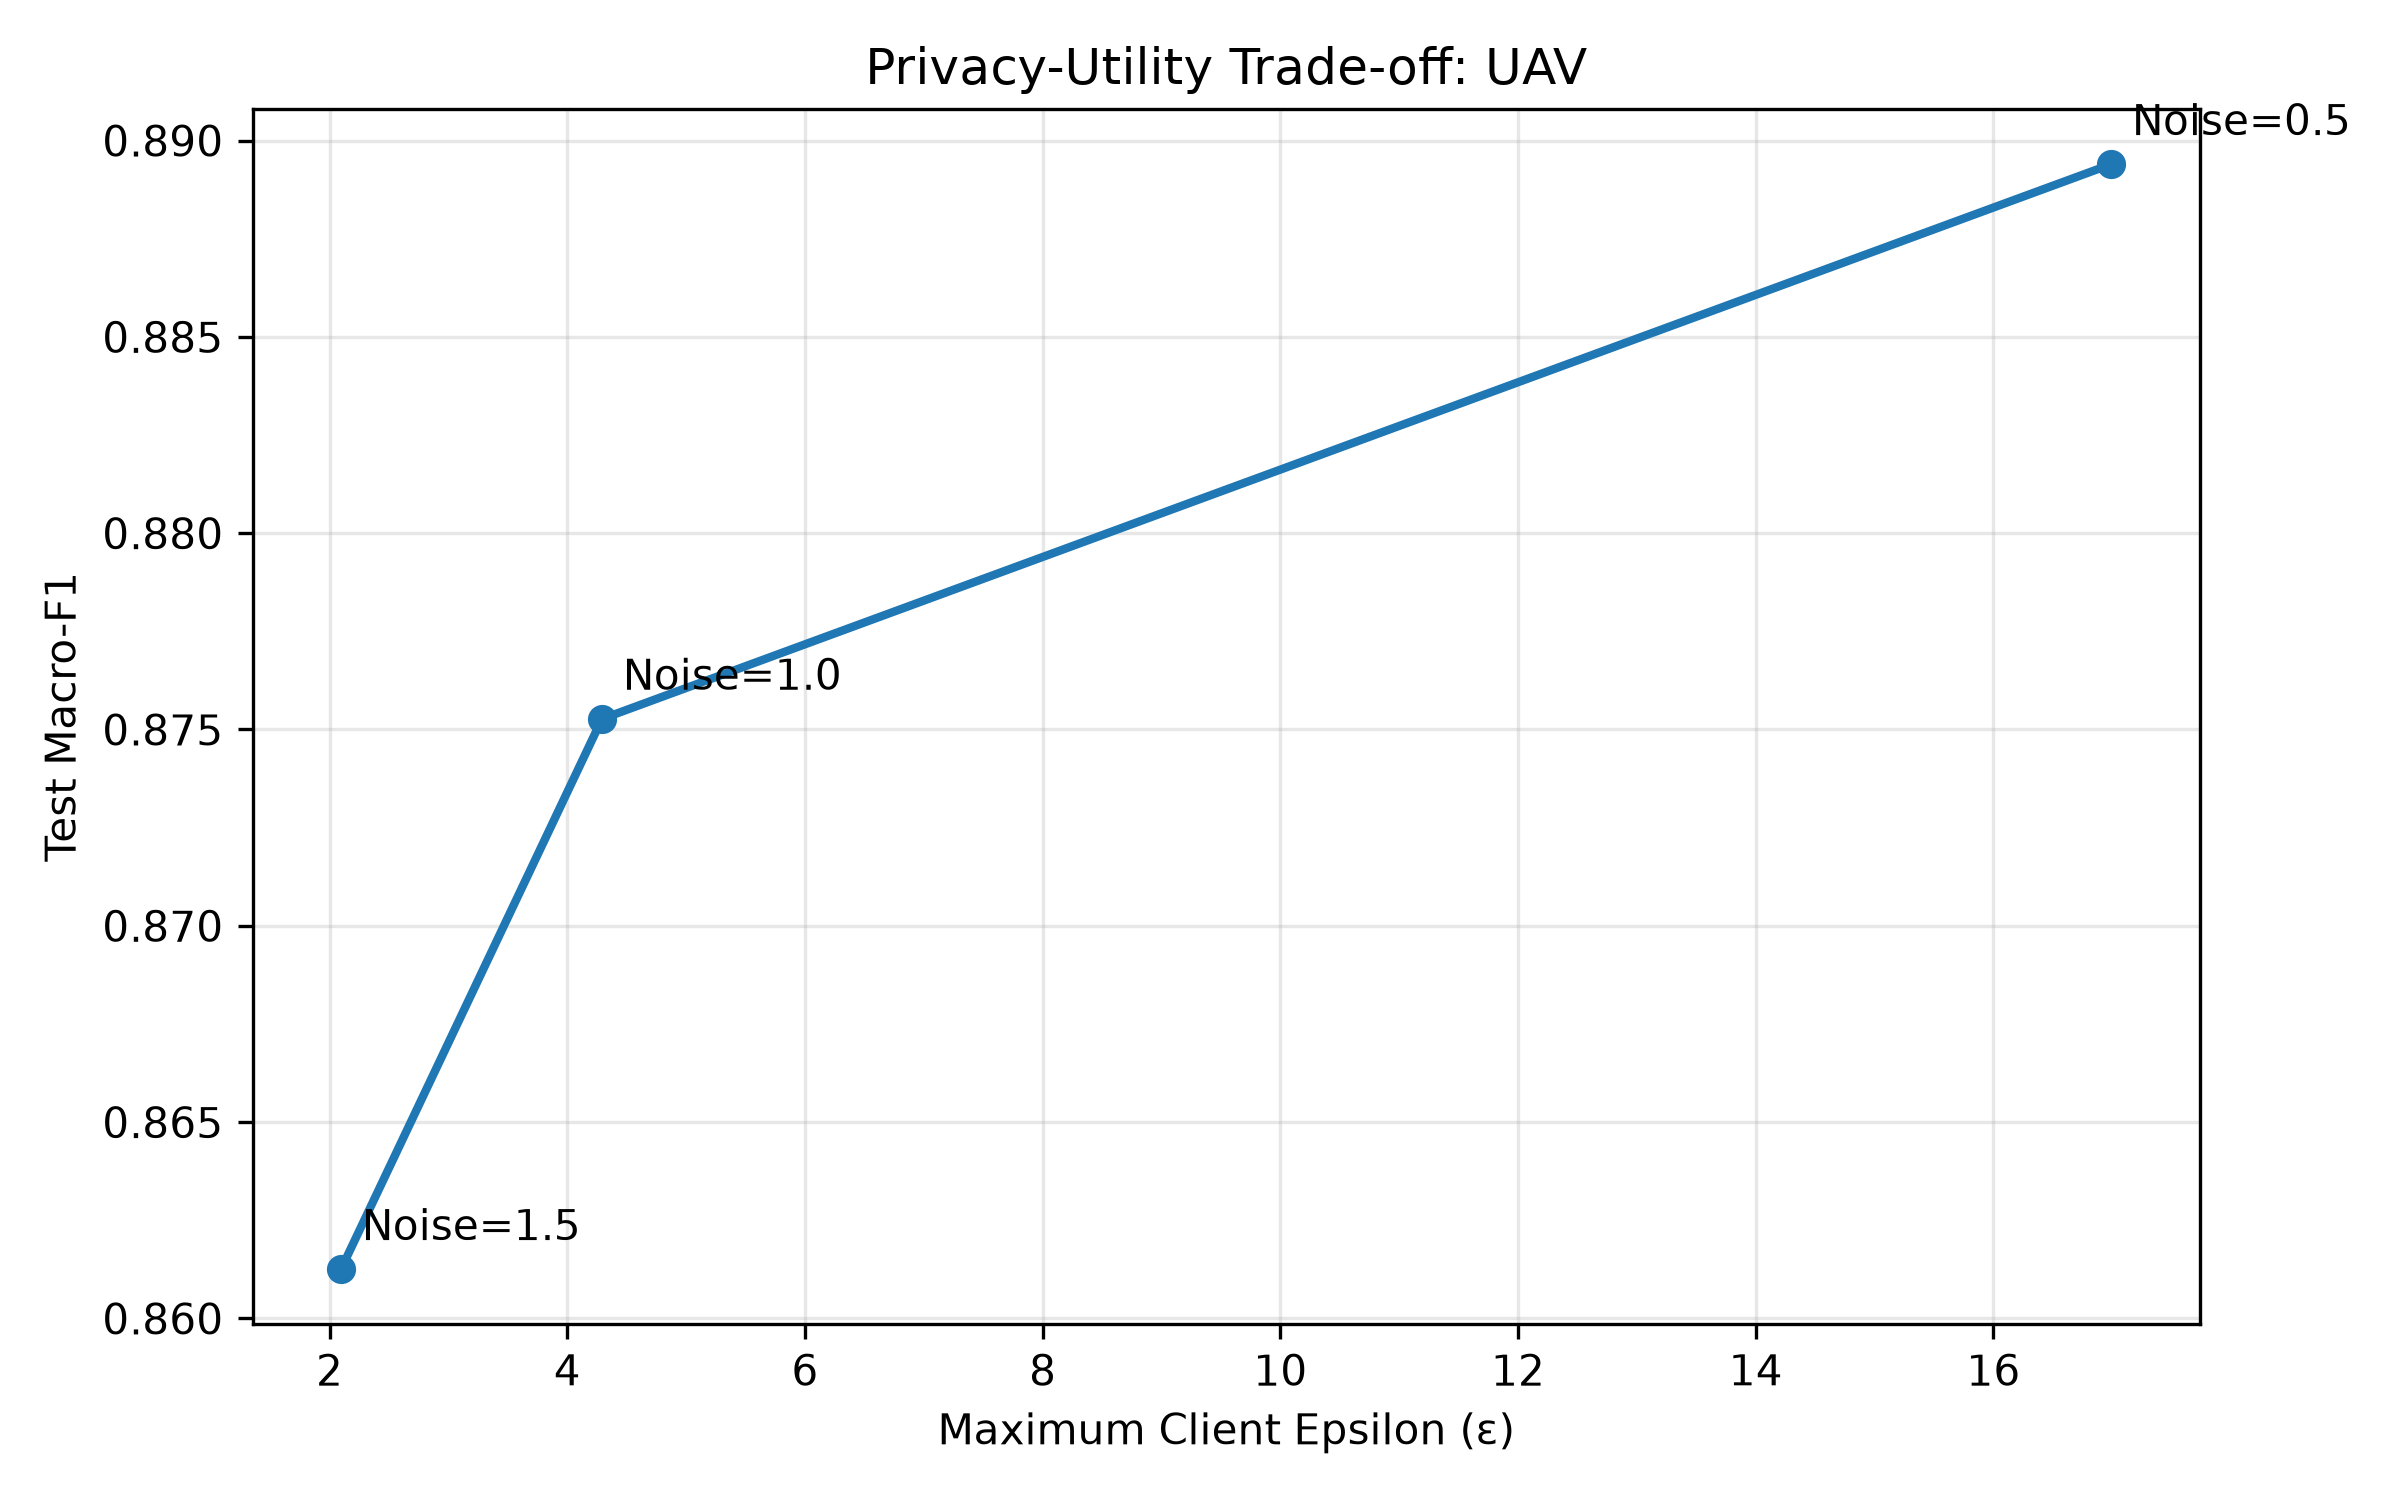 Privacy-Utility Trade-off: UAV
Noise=0.5
0.890
0.885
0.880
Noise=1.0
0.875
0.870
0.865
Noise=1.5
0.860
Test Macro-F1
2 4 6 8 10 12 14 16
Maximum Client Epsilon (ε)